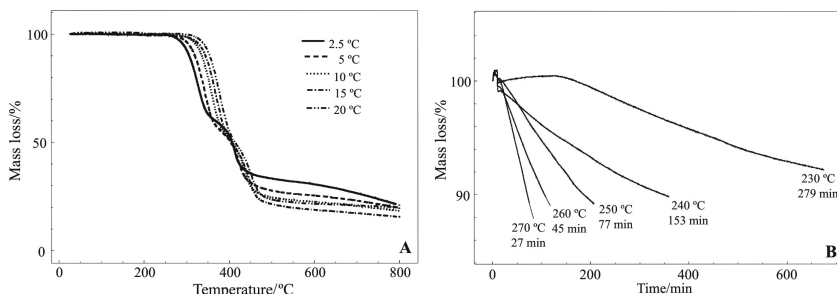 100
50
0
Mass loss/%
0
200
400
600
800
Temperature/ºC
2.5 ºC
5 ºC
10 ºC
15 ºC
20 ºC
A
100
90
Mass loss/%
0
200
400
600
Time/min
270 ºC
27 min
260 ºC
45 min
250 ºC
77 min
240 ºC
153 min
230 ºC
279 min
B